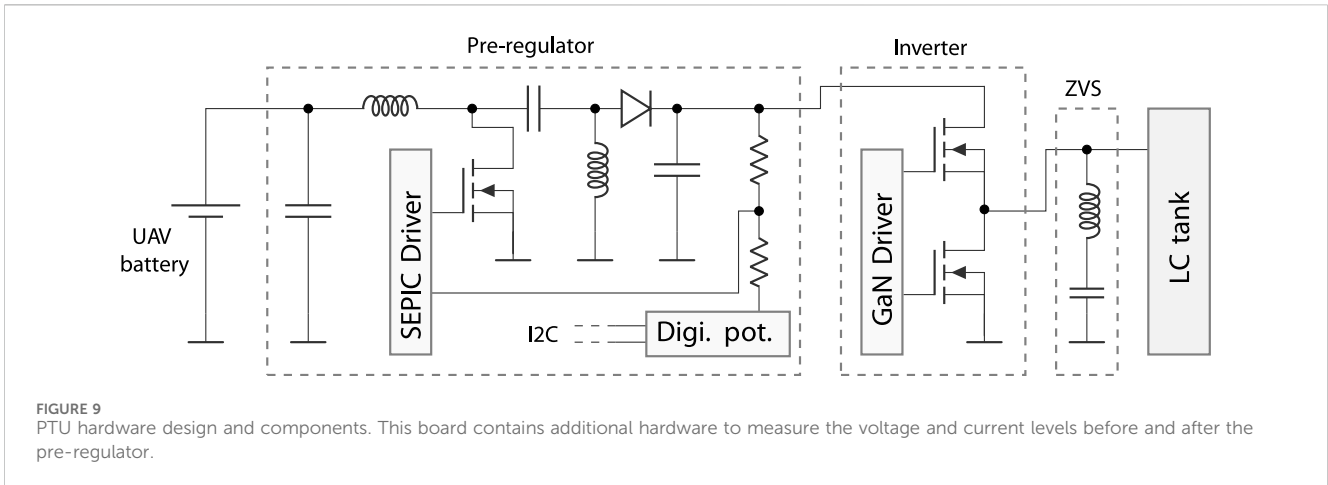 Pre-regulator
Inverter
ZVS
UAV
battery
SEPIC Driver
I2C
Digi. pot.
GaN Driver
LC tank
FIGURE 9
PTU hardware design and components. This board contains additional hardware to measure the voltage and current levels before and after the
pre-regulator.